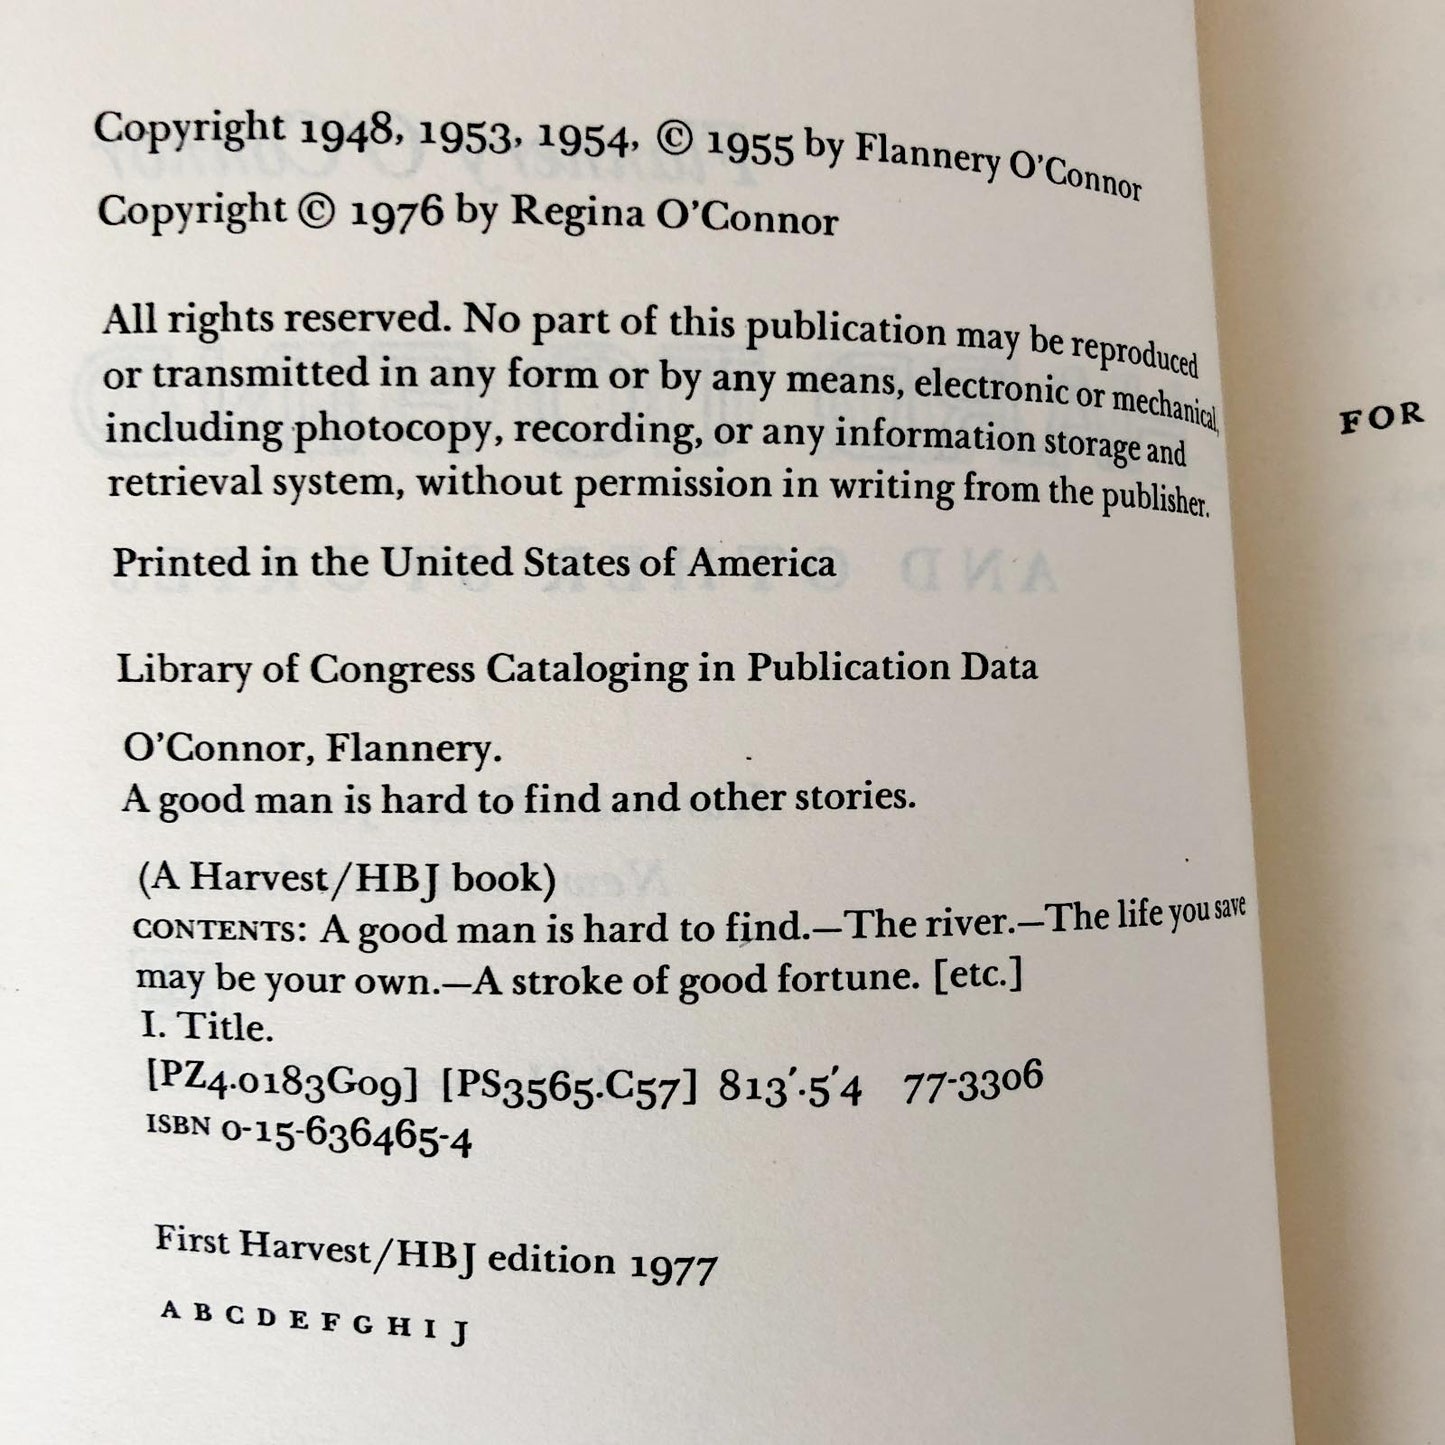 Copyright 1948, 1953, 1954, © 1955 by Flannery O'Connor
Copyright © 1976 by Regina O'Connor
All rights reserved. No part of this publication may be reproduced
or transmitted in any form or by any means, electronic or mechanical,
including photocopy, recording, or any information storage and
retrieval system, without permission in writing from the publisher.
Printed in the United States of America
Library of Congress Cataloging in Publication Data
O'Connor, Flannery.
A good man is hard to find and other stories.
(A Harvest/HBJ book)
CONTENTS: A good man is hard to find.—The river.—The life you save
may be your own.—A stroke of good fortune. [etc.]
I. Title.
[PZ4.0183G09] [PS3565.C57] 813'.5'4 77-3306
ISBN 0-15-636465-4
First Harvest/HBJ edition 1977
A B C D E F G H I J
FOR